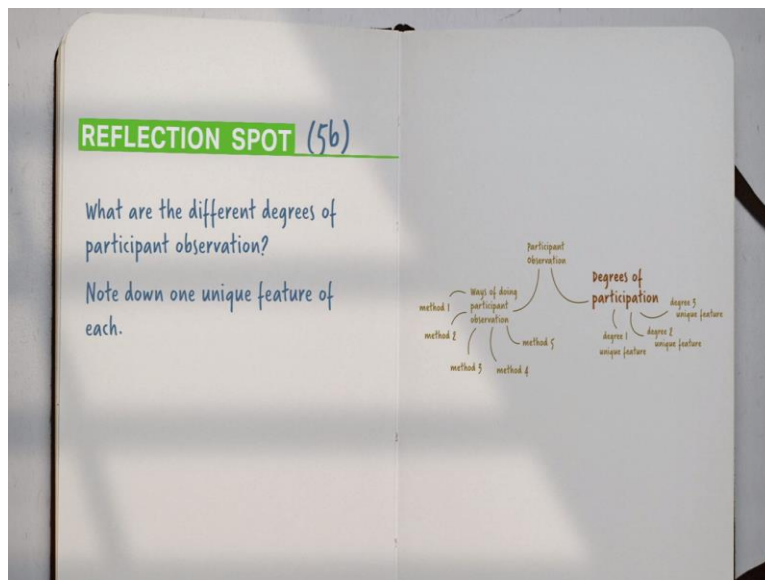 REFLECTION SPOT (5b)
What are the different degrees of
participant observation?
Note down one unique feature of
each.
Participant
Observation
Ways of doing
participant
observation
method 1
method 2
method 3
method 4
method 5
Degrees of
participation
degree 1
unique feature
degree 2
unique feature
degree 3
unique feature